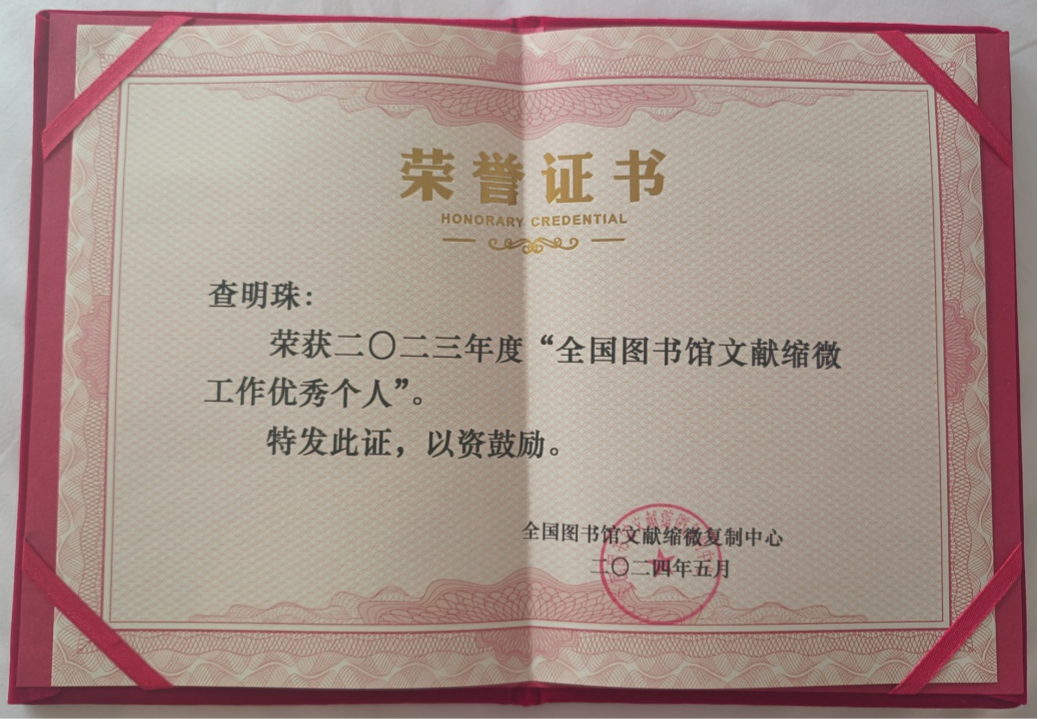 荣誉证书
HONORARY CREDENTIAL
查明珠：
荣获二〇二三年度“全国图书馆文献缩微
工作优秀个人”。
特发此证，以资鼓励。
全国图书馆文献缩微复制中心
二〇二四年五月